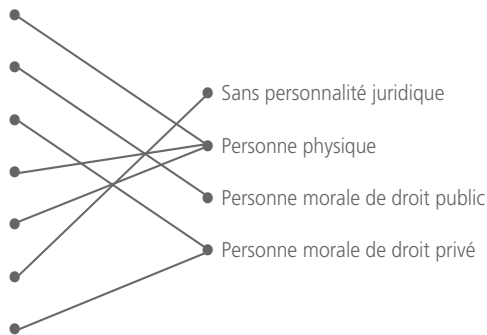 Sans personnalité juridique
Personne physique
Personne morale de droit public
Personne morale de droit privé